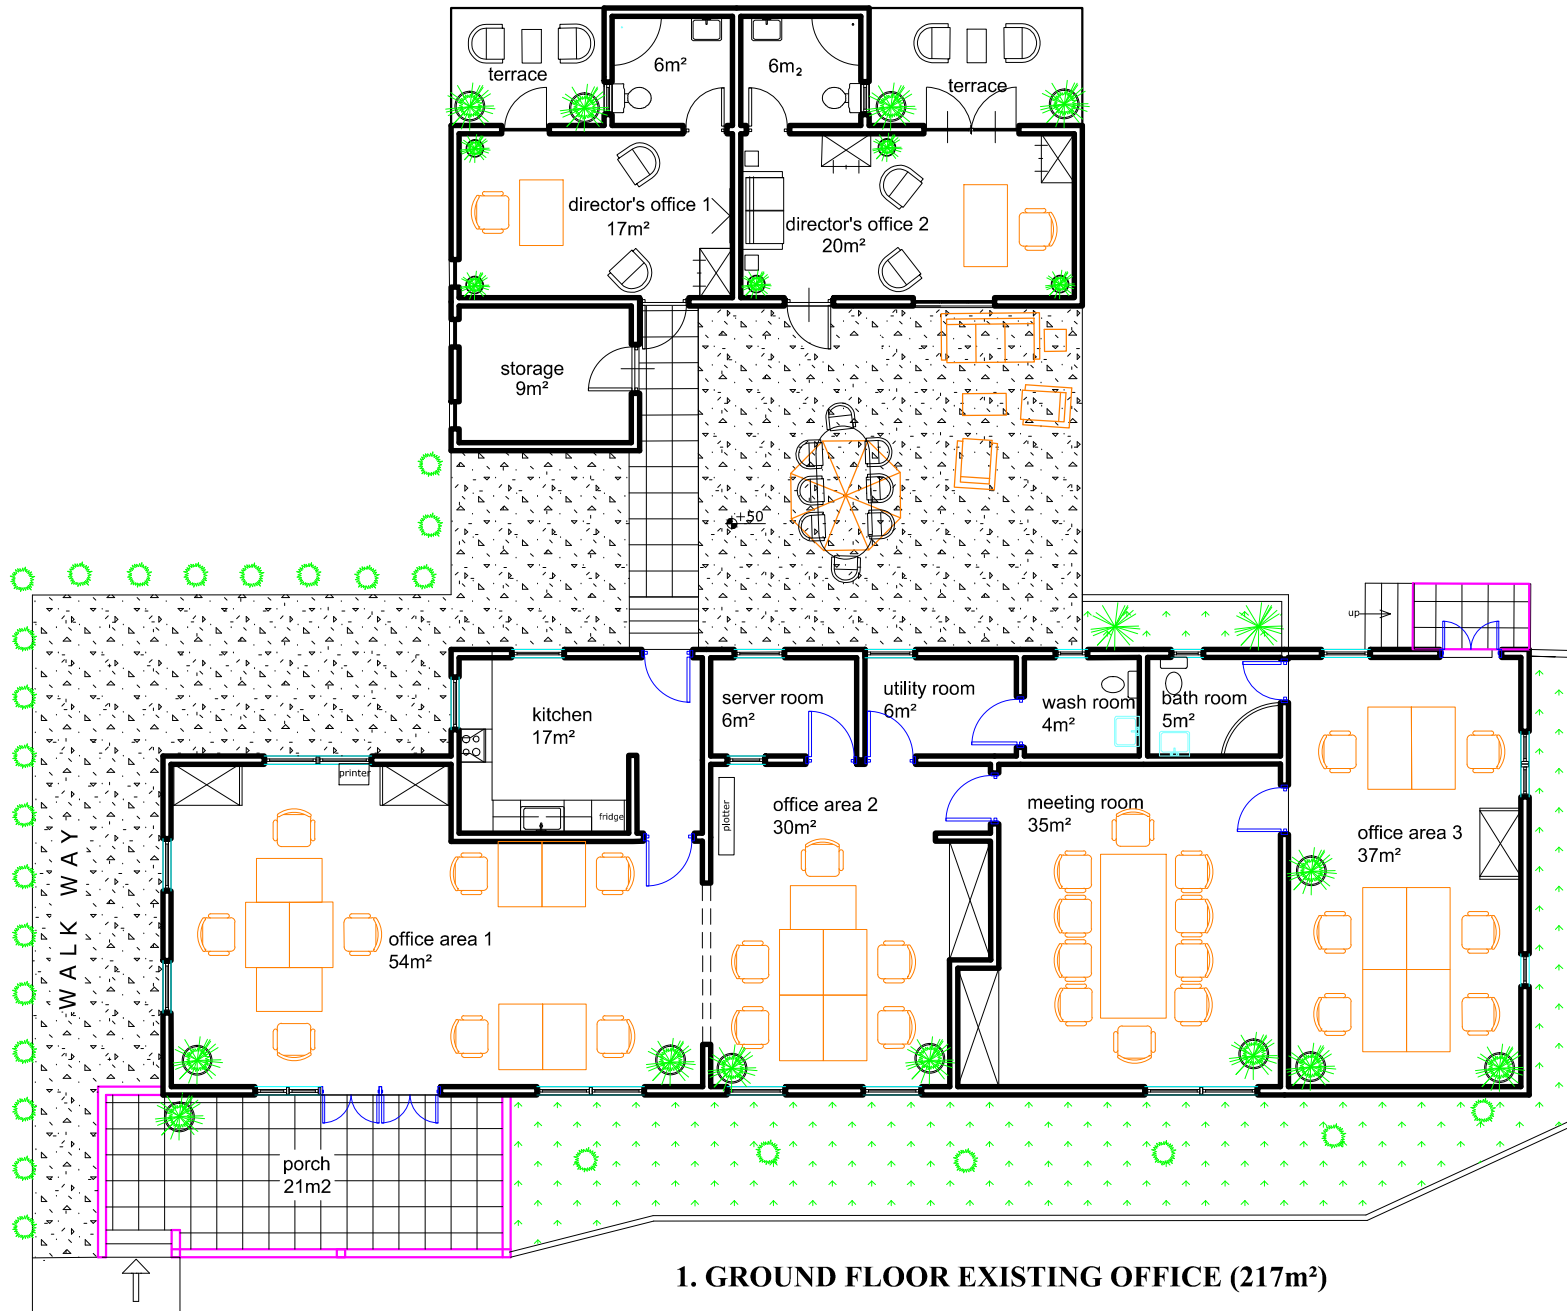 terrace
6m²
6m₂
terrace
director's office 1
17m²
director's office 2
20m²
storage
9m²
+50
up
server room
6m²
utility room
6m²
wash room
4m²
bath room
5m²
kitchen
17m²
printer
fridge
plotter
office area 2
30m²
meeting room
35m²
office area 3
37m²
WALK WAY
office area 1
54m²
porch
21m2
1. GROUND FLOOR EXISTING OFFICE (217m²)